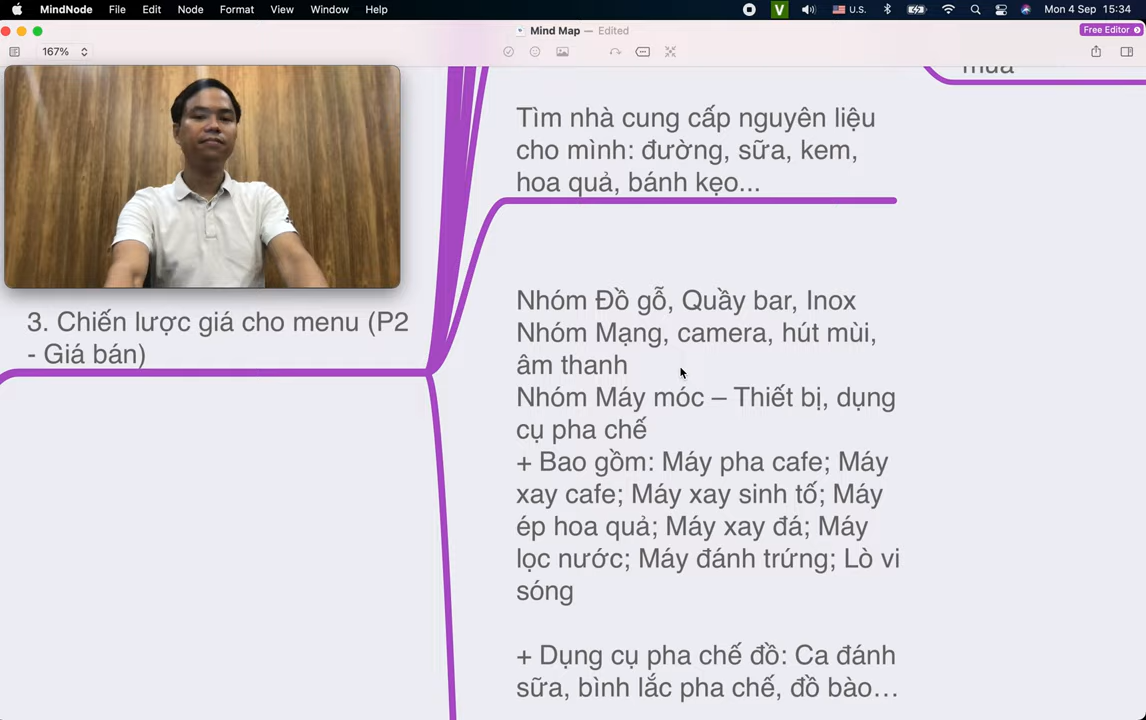 MindNode File Edit Node Format View Window Help V U.S. Mon 4 Sep 15:34
Mind Map — Edited
Free Editor
167%
Tìm nhà cung cấp nguyên liệu
cho mình: đường, sữa, kem,
hoa quả, bánh kẹo...
3. Chiến lược giá cho menu (P2
- Giá bán)
Nhóm Đồ gỗ, Quầy bar, Inox
Nhóm Mạng, camera, hút mùi,
âm thanh
Nhóm Máy móc – Thiết bị, dụng
cụ pha chế
+ Bao gồm: Máy pha cafe; Máy
xay cafe; Máy xay sinh tố; Máy
ép hoa quả; Máy xay đá; Máy
lọc nước; Máy đánh trứng; Lò vi
sóng
+ Dụng cụ pha chế đồ: Ca đánh
sữa, bình lắc pha chế, đồ bào...